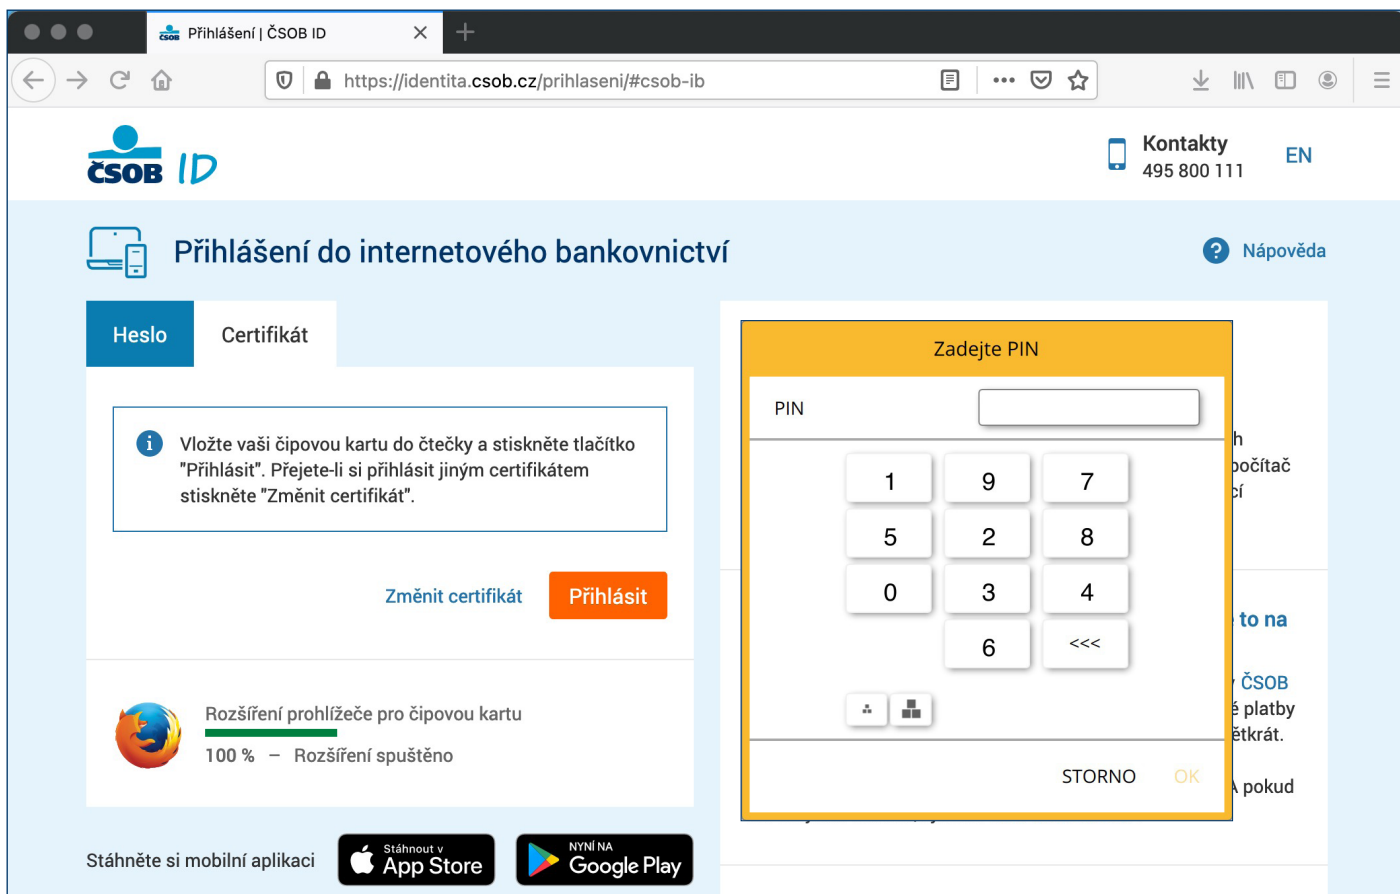 Přihlášení | ČSOB ID
https://identita.csob.cz/prihlaseni/#csob-ib
ČSOB ID
Kontakty
495 800 111
EN
Přihlášení do internetového bankovnictví
Nápověda
Heslo
Certifikát
Vložte vaši čipovou kartu do čtečky a stiskněte tlačítko
"Přihlásit". Přejete-li si přihlásit jiným certifikátem
stiskněte "Změnit certifikát".
Změnit certifikát
Přihlásit
Rozšíření prohlížeče pro čipovou kartu
100 % – Rozšíření spuštěno
Stáhněte si mobilní aplikaci
Stáhnout v
App Store
NYNÍ NA
Google Play
Zadejte PIN
PIN
1 9 7
5 2 8
0 3 4
6 <<<
STORNO OK
počítač
to na
ČSOB
platby
A pokud